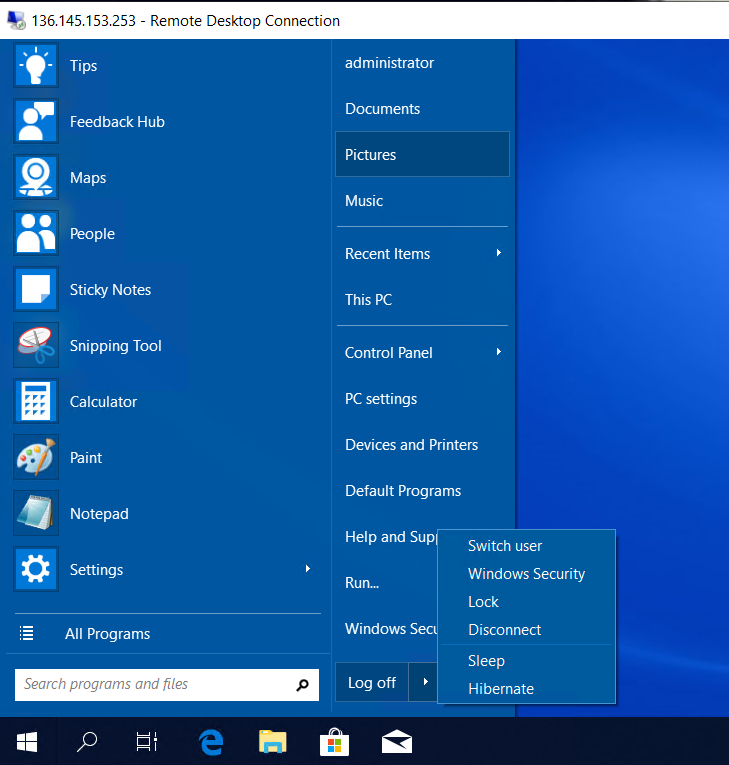 136.145.153.253 - Remote Desktop Connection
Tips
Feedback Hub
Maps
People
Sticky Notes
Snipping Tool
Calculator
Paint
Notepad
Settings
All Programs
Search programs and files
administrator
Documents
Pictures
Music
Recent Items
This PC
Control Panel
PC settings
Devices and Printers
Default Programs
Help and Supp
Run...
Windows Secu
Log off
Switch user
Windows Security
Lock
Disconnect
Sleep
Hibernate